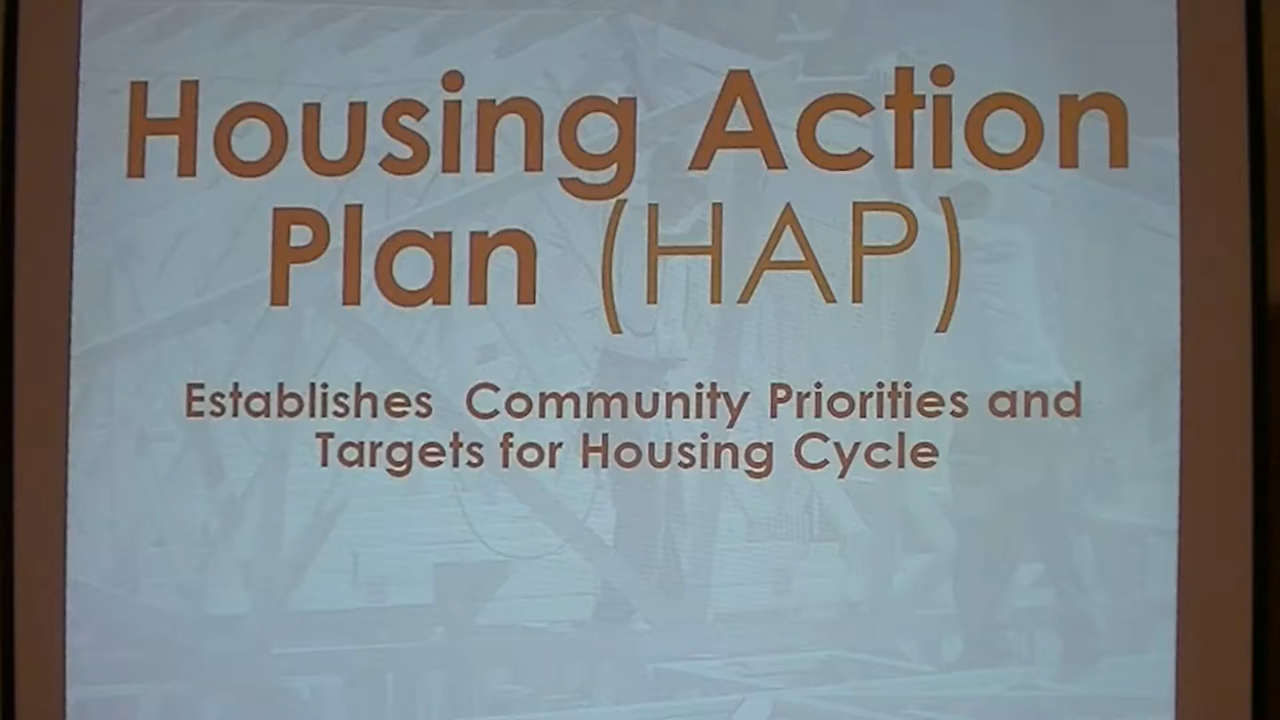 Housing Action
Plan (HAP)
Establishes Community Priorities and
Targets for Housing Cycle